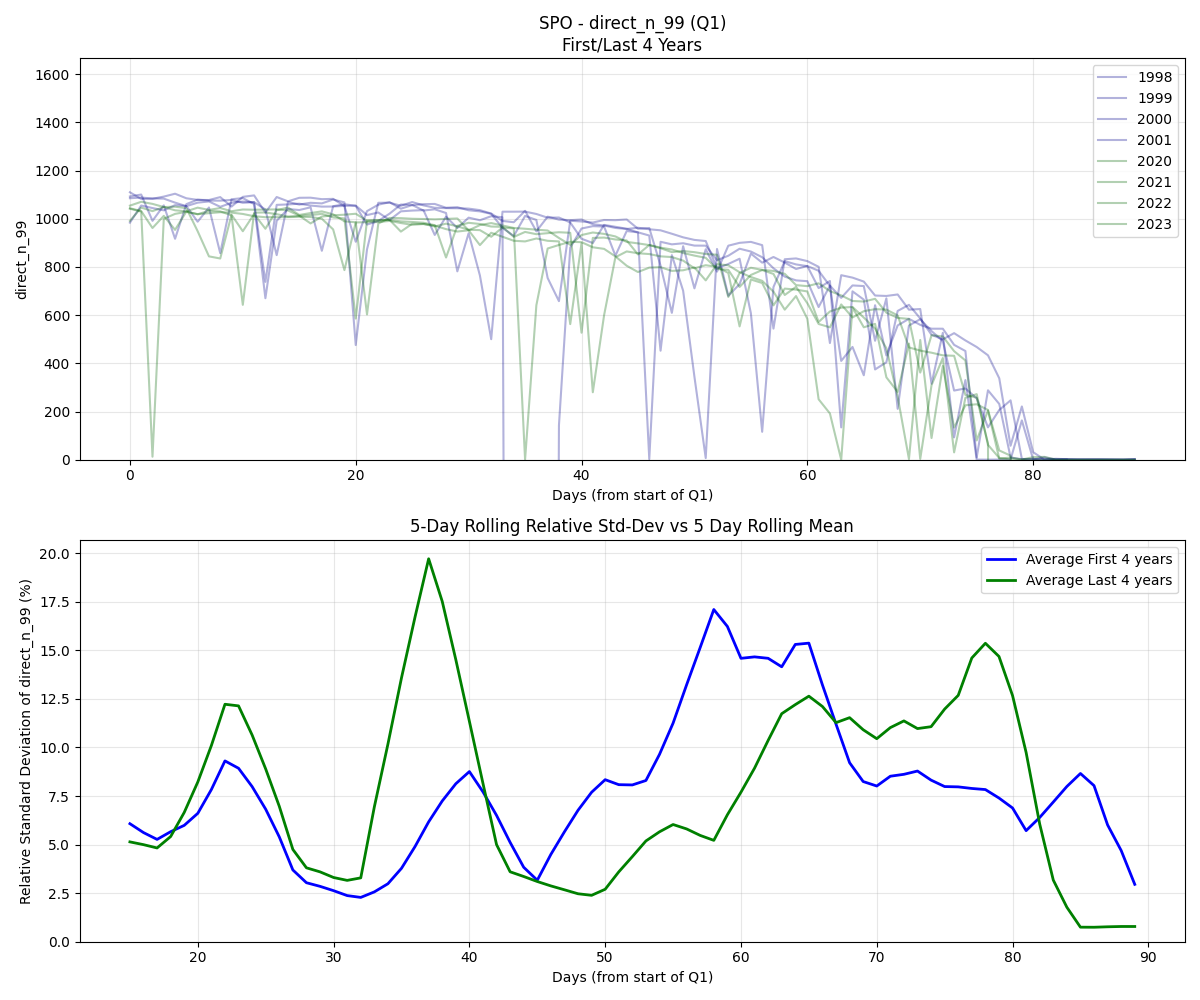 SPO - direct_n_99 (Q1)
First/Last 4 Years
direct_n_99
1600
1400
1200
1000
800
600
400
200
0
1998
1999
2000
2001
2020
2021
2022
2023
0 20 40 60 80
Days (from start of Q1)
5-Day Rolling Relative Std-Dev vs 5 Day Rolling Mean
Relative Standard Deviation of direct_n_99 (%)
20.0
17.5
15.0
12.5
10.0
7.5
5.0
2.5
0.0
Average First 4 years
Average Last 4 years
20 30 40 50 60 70 80 90
Days (from start of Q1)